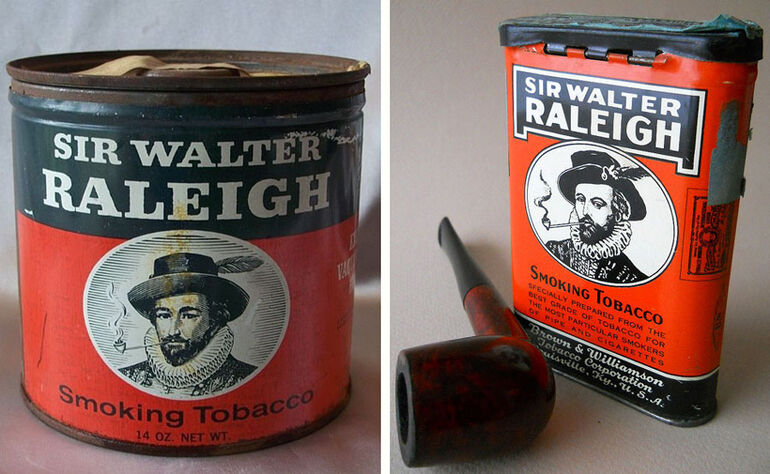 SIR WALTER
RALEIGH
Smoking Tobacco
14 OZ. NET WT.
SIR WALTER
RALEIGH
SMOKING TOBACCO
SPECIALLY PREPARED FROM THE
BEST GRADE OF TOBACCO FOR
THE MOST PARTICULAR SMOKERS
OF PIPE AND CIGARETTES
Brown & Williamson
Tobacco Corporation
Louisville, Ky., U.S.A.